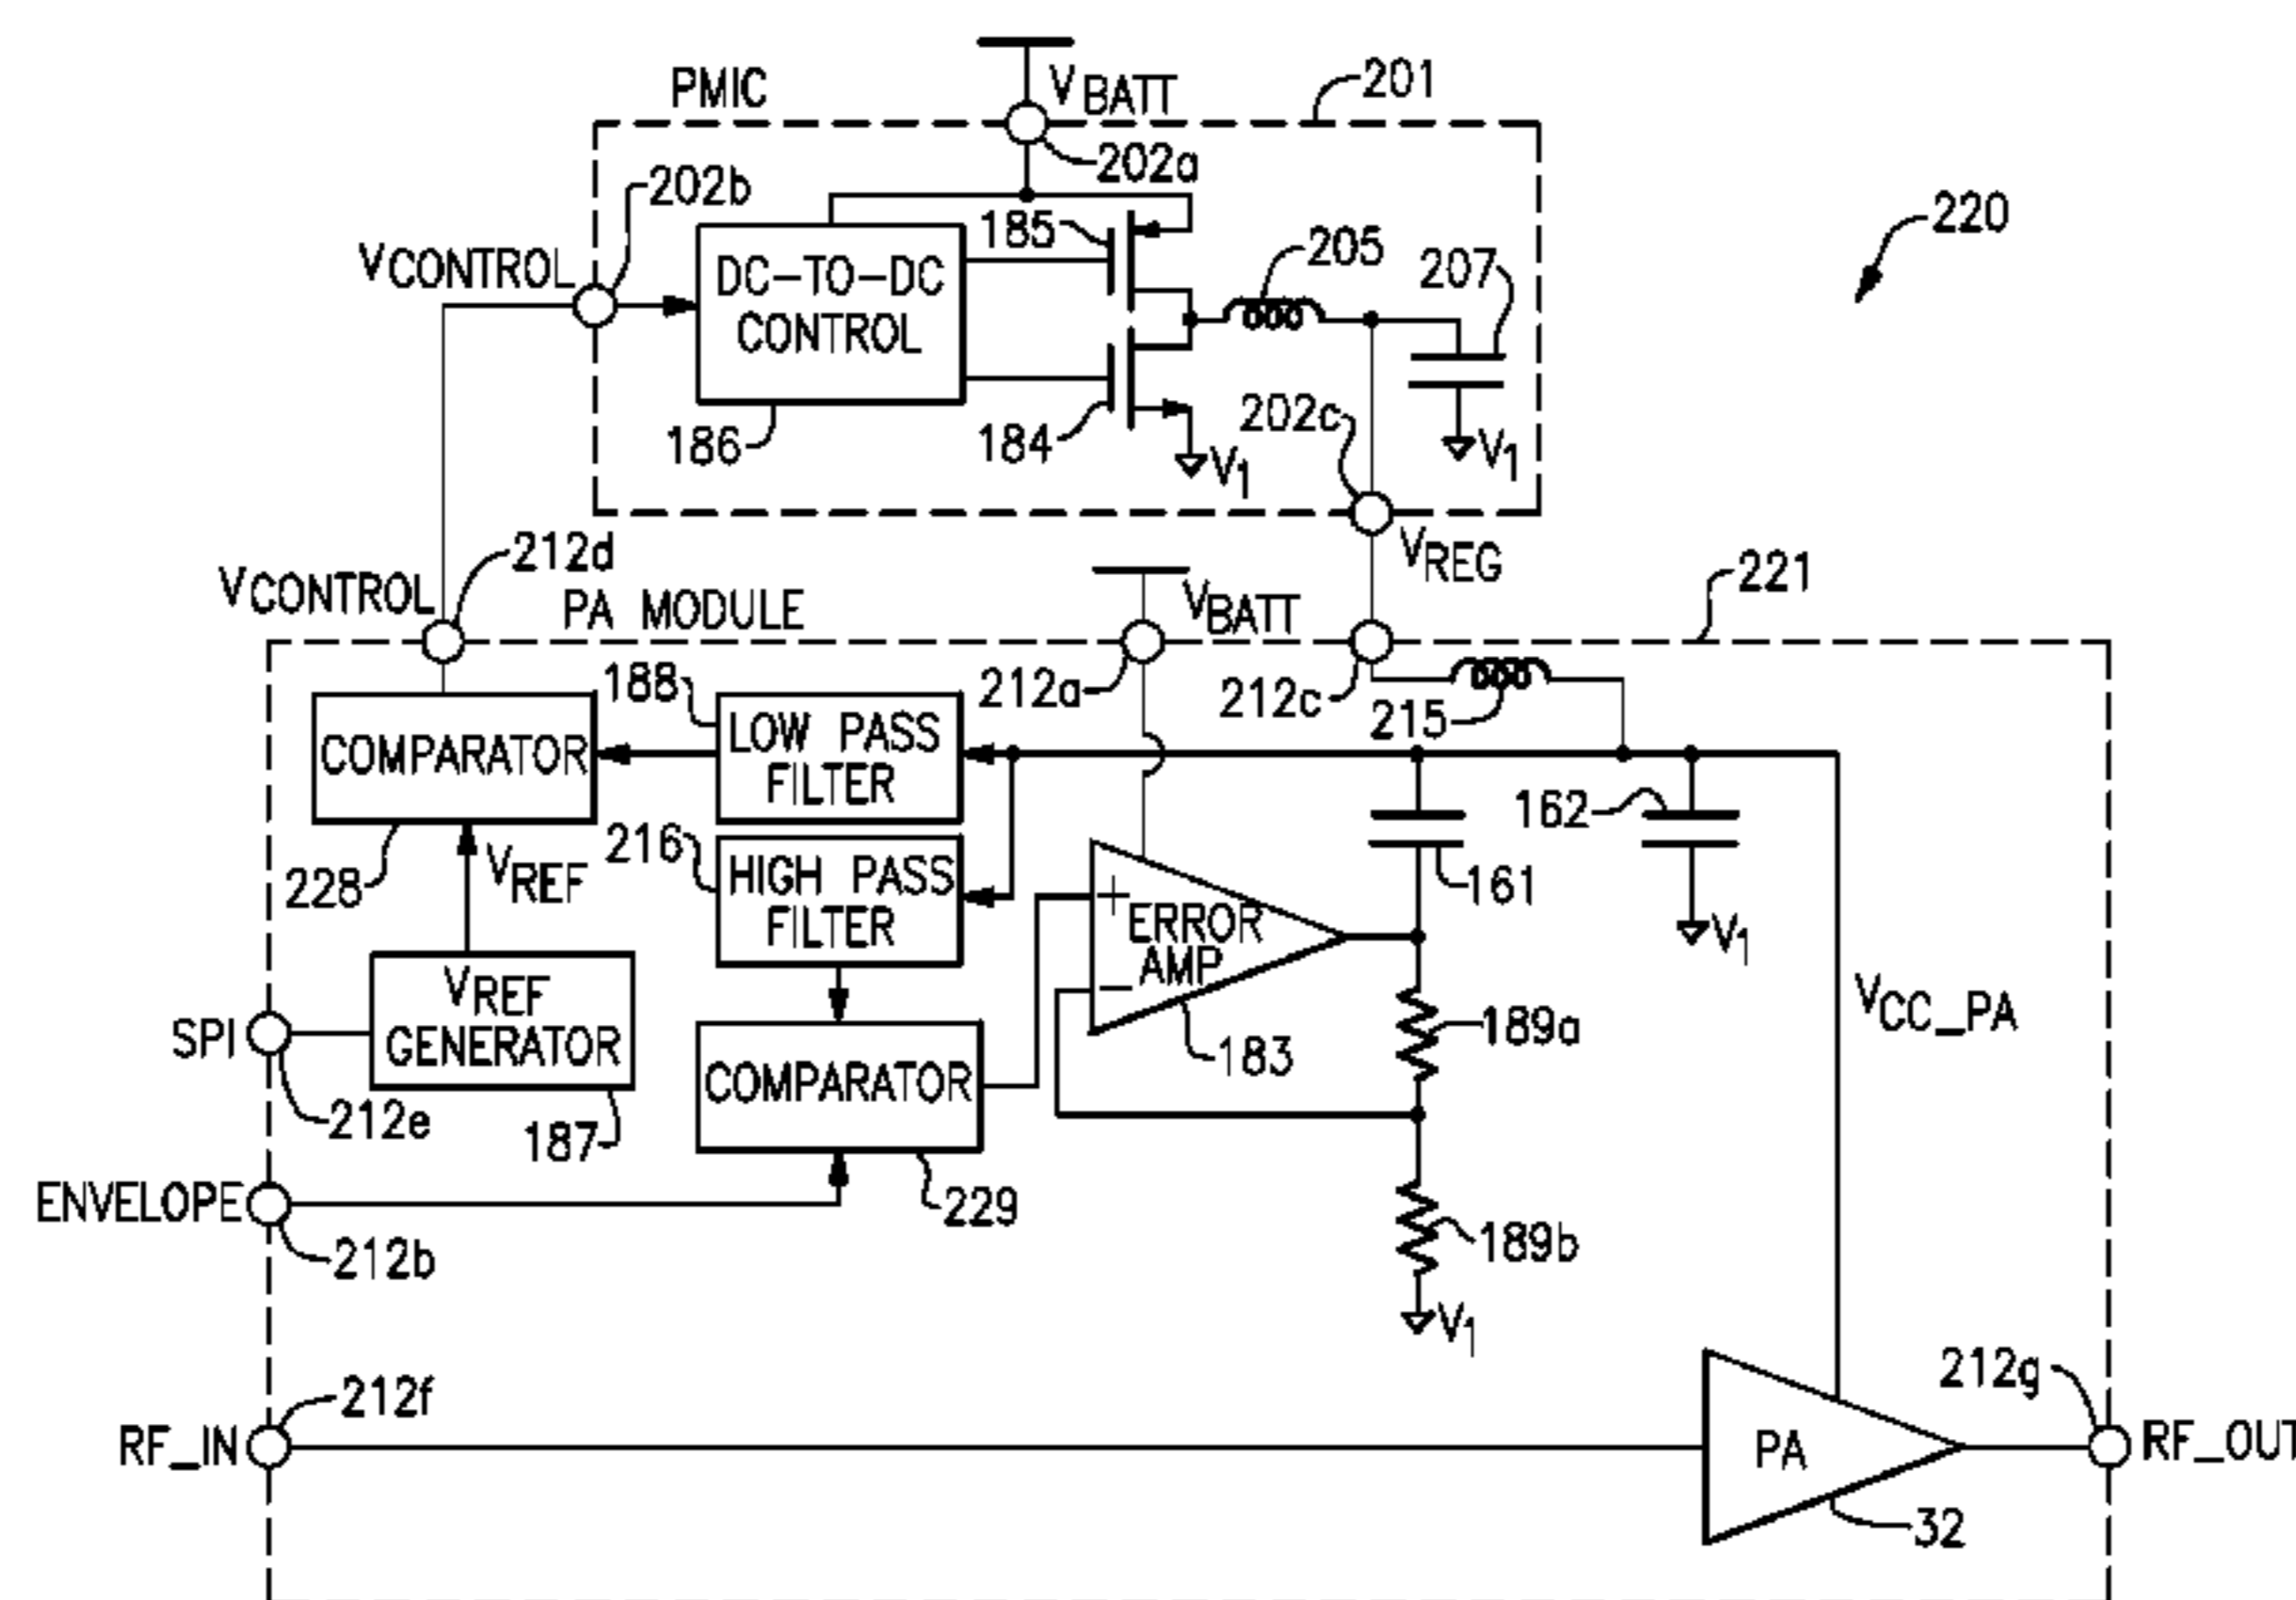 PMIC
VBATT
201
202a
202b
185
205
207
220
VCONTROL
DC-TO-DC
CONTROL
186
184
202c
V1
V1
VREG
212d
VCONTROL
PA MODULE
VBATT
221
188
212a
212c
215
COMPARATOR
LOW PASS
FILTER
162
228
VREF
216
HIGH PASS
FILTER
+
ERROR
AMP
−
161
V1
VREF
GENERATOR
SPI
VCC_PA
COMPARATOR
183
189a
212e
187
ENVELOPE
229
189b
212b
V1
212f
212g
RF_IN
PA
RF_OUT
32